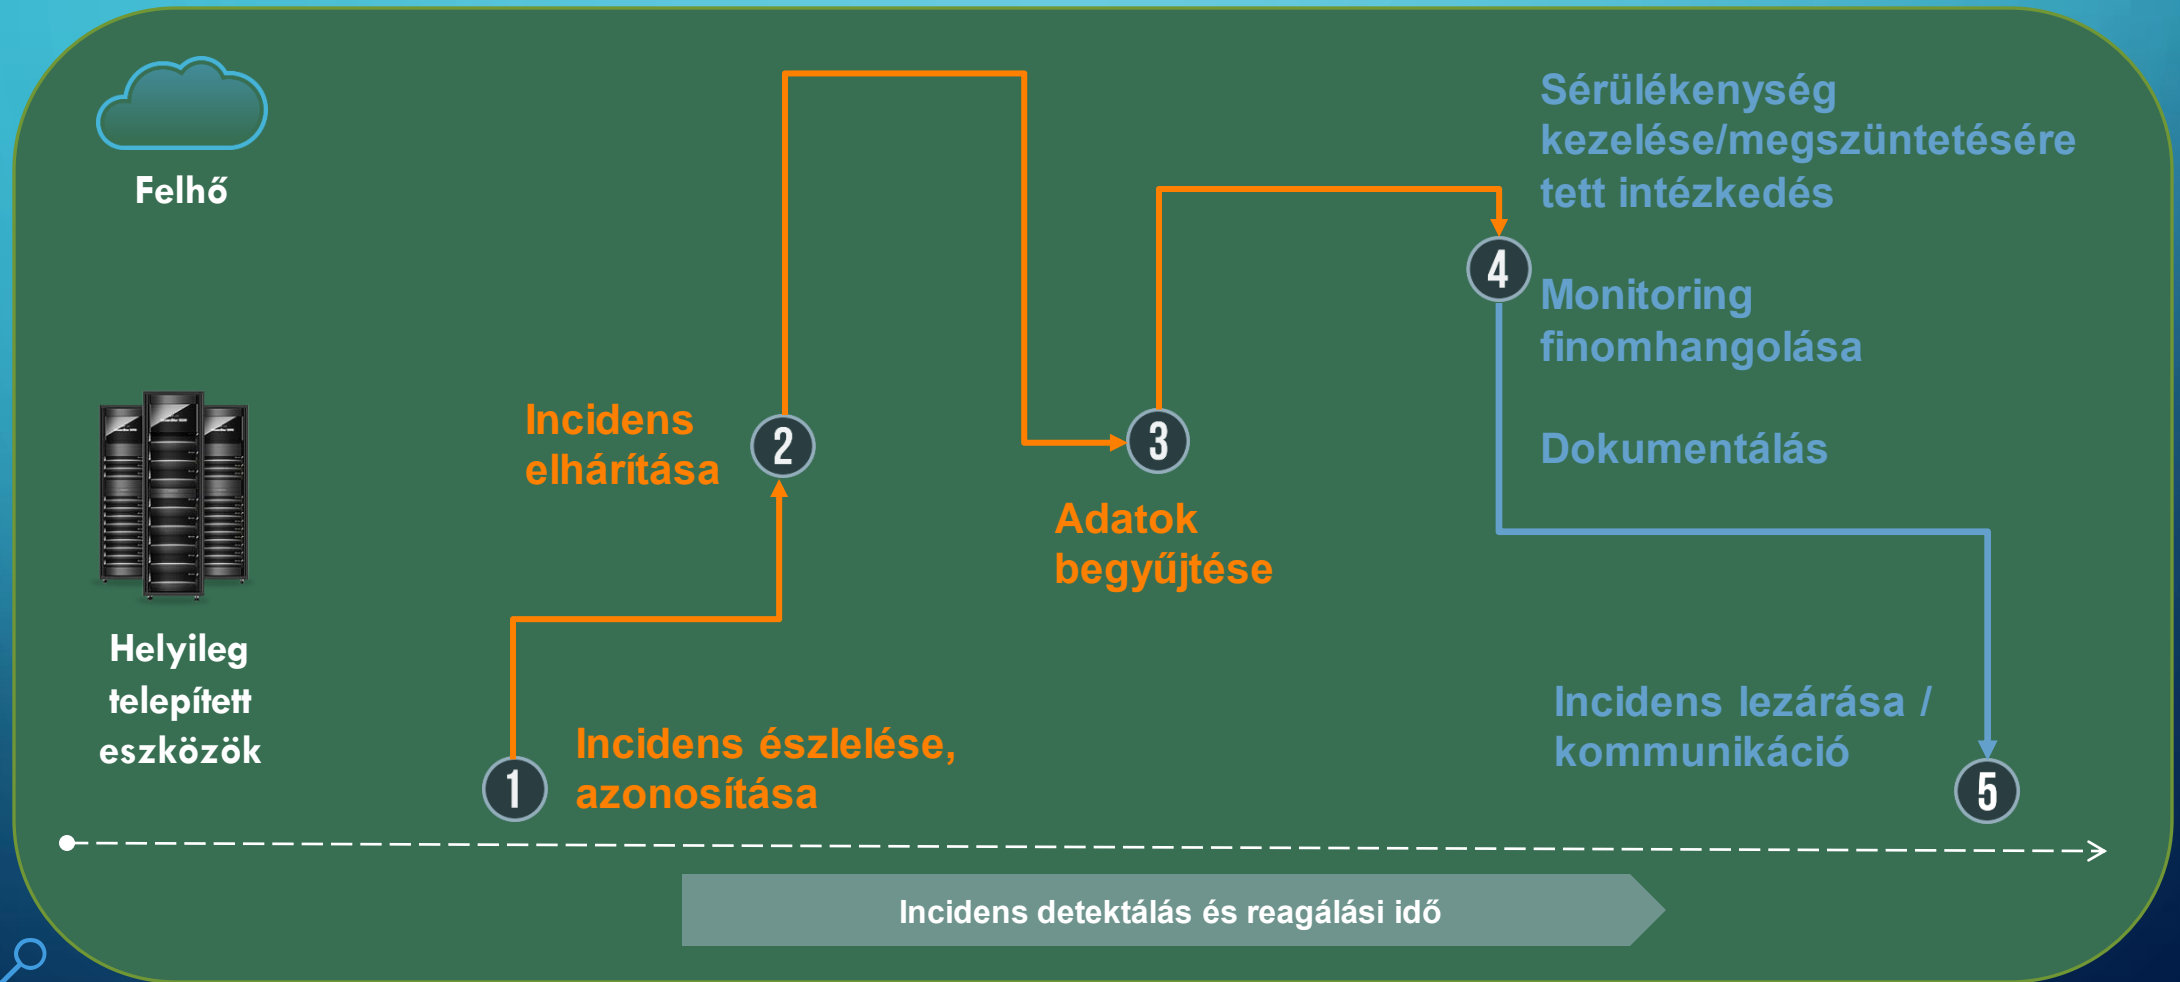 Felhő
Helyileg
telepített
eszközök
1
Incidens észlelése,
azonosítása
Incidens
elhárítása
2
3
Adatok
begyűjtése
4
Sérülékenység
kezelése/megszüntetésére
tett intézkedés
Monitoring
finomhangolása
Dokumentálás
Incidens lezárása /
kommunikáció
5
Incidens detektálás és reagálási idő